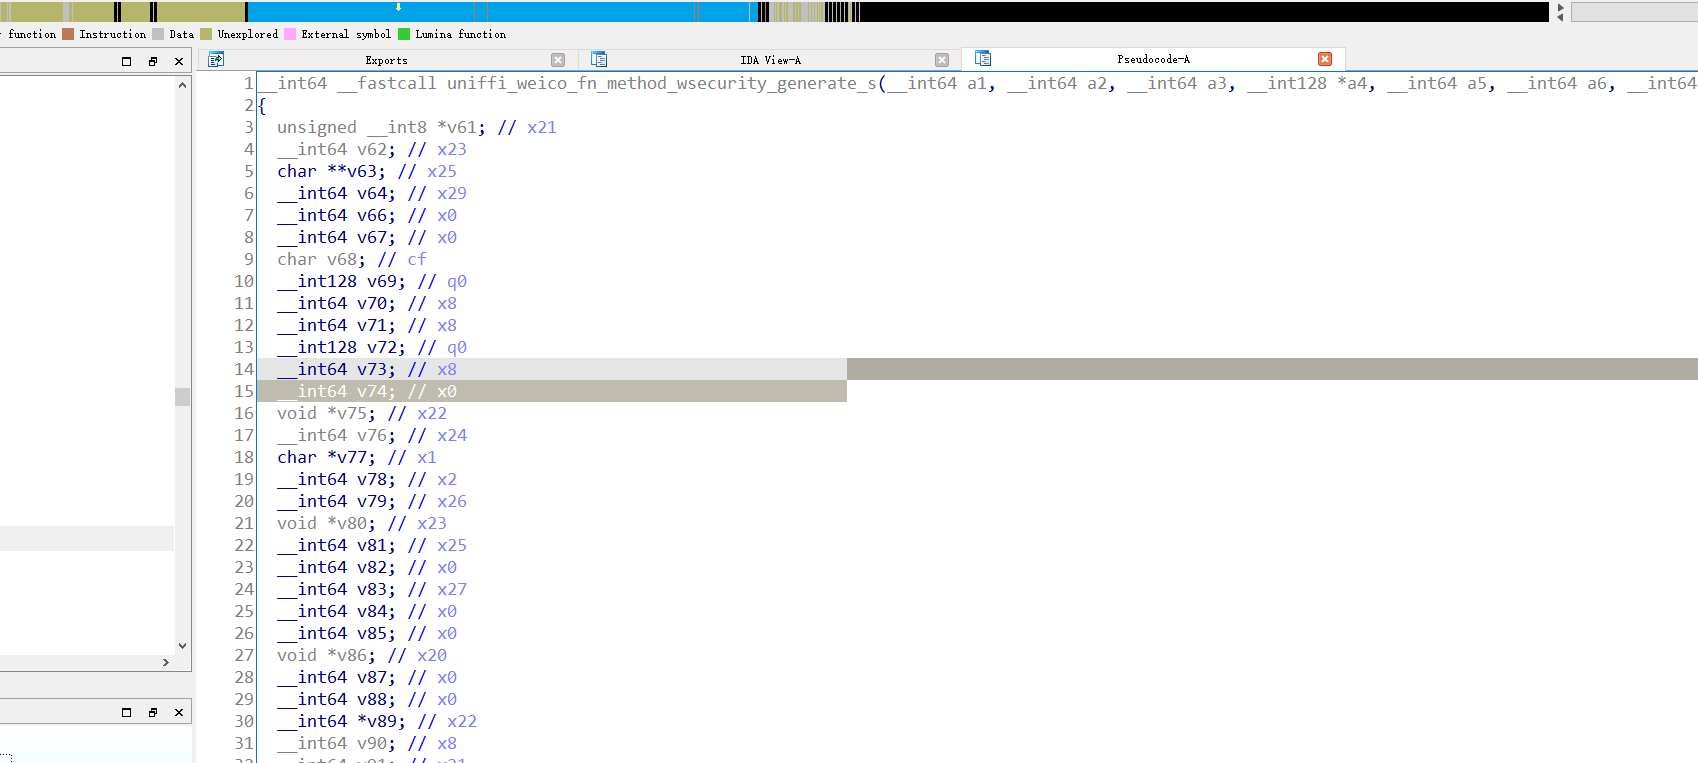 function Instruction Data Unexplored External symbol Lumina function
Exports IDA View-A Pseudocode-A
1 __int64 __fastcall uniffi_weico_fn_method_wsecurity_generate_s(__int64 a1, __int64 a2, __int64 a3, __int128 *a4, __int64 a5, __int64 a6, __int64
2 {
3 unsigned __int8 *v61; // x21
4 __int64 v62; // x23
5 char **v63; // x25
6 __int64 v64; // x29
7 __int64 v66; // x0
8 __int64 v67; // x0
9 char v68; // cf
10 __int128 v69; // q0
11 __int64 v70; // x8
12 __int64 v71; // x8
13 __int128 v72; // q0
14 __int64 v73; // x8
15 __int64 v74; // x0
16 void *v75; // x22
17 __int64 v76; // x24
18 char *v77; // x1
19 __int64 v78; // x2
20 __int64 v79; // x26
21 void *v80; // x23
22 __int64 v81; // x25
23 __int64 v82; // x0
24 __int64 v83; // x27
25 __int64 v84; // x0
26 __int64 v85; // x0
27 void *v86; // x20
28 __int64 v87; // x0
29 __int64 v88; // x0
30 __int64 *v89; // x22
31 __int64 v90; // x8